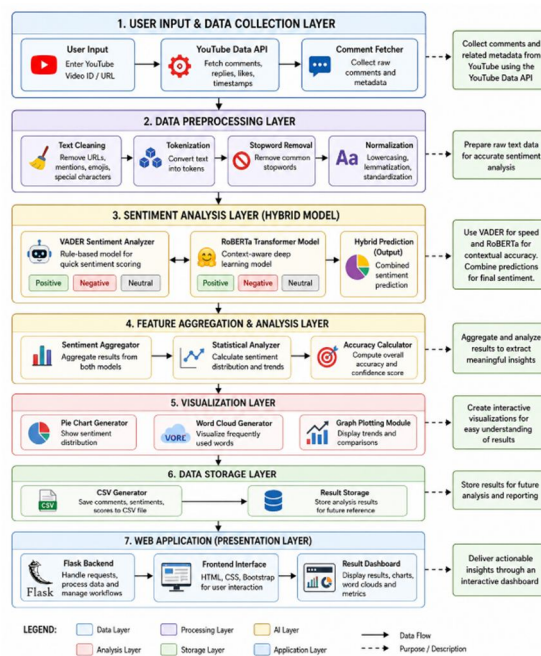 1. USER INPUT & DATA COLLECTION LAYER
User Input
Enter YouTube
Video ID / URL
YouTube Data API
Fetch comments,
replies, likes,
timestamps
Comment Fetcher
Collect raw
comments and
metadata
Collect comments and
related metadata from
YouTube using the
YouTube Data API
2. DATA PREPROCESSING LAYER
Text Cleaning
Remove URLs,
mentions, emojis,
special characters
Tokenization
Convert text
into tokens
Stopword Removal
Remove common
stopwords
Aa
Normalization
Lowercasing,
lemmatization,
standardization
Prepare raw text data
for accurate sentiment
analysis
3. SENTIMENT ANALYSIS LAYER (HYBRID MODEL)
VADER Sentiment Analyzer
Rule-based model for
quick sentiment scoring
Positive
Negative
Neutral
RoBERTa Transformer Model
Context-aware deep
learning model
Positive
Negative
Neutral
Hybrid Prediction
(Output)
Combined
sentiment
prediction
Use VADER for speed
and RoBERTa for
contextual accuracy.
Combine predictions
for final sentiment.
4. FEATURE AGGREGATION & ANALYSIS LAYER
Sentiment Aggregator
Aggregate results from
both models
Statistical Analyzer
Calculate sentiment
distribution and trends
Accuracy Calculator
Compute overall
accuracy and
confidence score
Aggregate and analyze
results to extract
meaningful insights
5. VISUALIZATION LAYER
Pie Chart Generator
Show sentiment
distribution
VORE
Word Cloud Generator
Visualize frequently
used words
Graph Plotting Module
Display trends and
comparisons
Create interactive
visualizations for
easy understanding
of results
6. DATA STORAGE LAYER
CSV
CSV Generator
Save comments, sentiments,
scores to CSV file
Result Storage
Store analysis results
for future reference
Store results for future
analysis and reporting
7. WEB APPLICATION (PRESENTATION LAYER)
Flask
Flask Backend
Handle requests,
process data and
manage workflows
Frontend Interface
HTML, CSS, Bootstrap
for user interaction
Result Dashboard
Display results, charts,
word clouds and
metrics
Deliver actionable
insights through an
interactive dashboard
LEGEND:
Data Layer
Processing Layer
AI Layer
Data Flow
Analysis Layer
Storage Layer
Application Layer
Purpose / Description